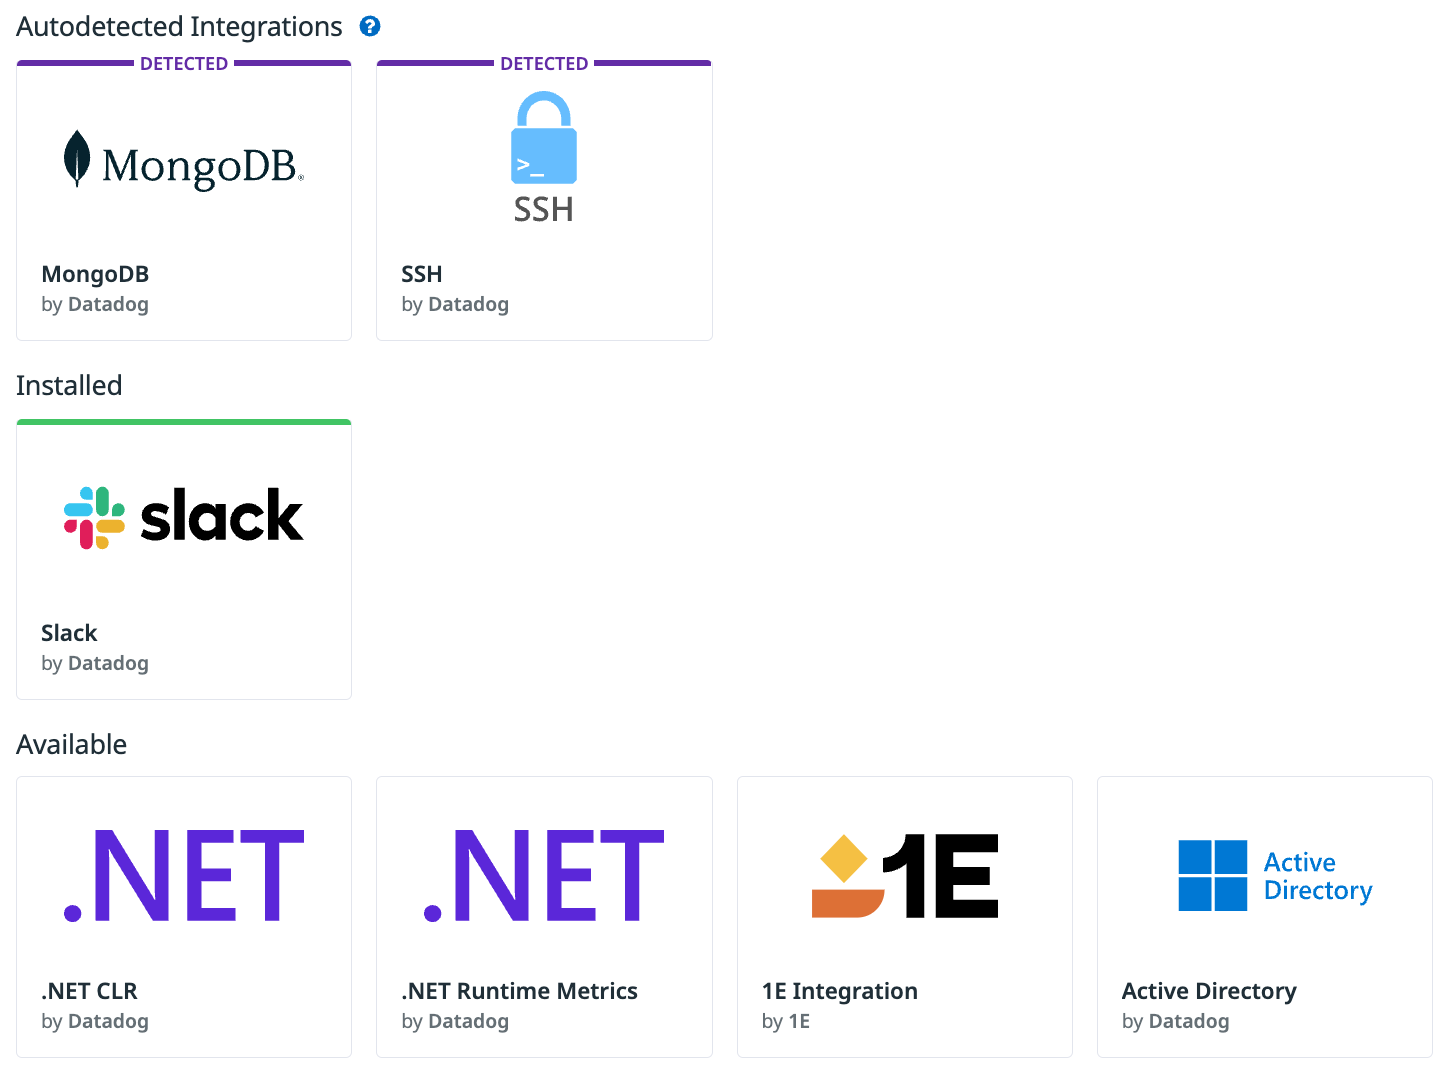 Autodetected Integrations ?
DETECTED
DETECTED
MongoDB®
>_
SSH
MongoDB
by Datadog
SSH
by Datadog
Installed
slack
Slack
by Datadog
Available
.NET
.NET
1E
Active
Directory
.NET CLR
by Datadog
.NET Runtime Metrics
by Datadog
1E Integration
by 1E
Active Directory
by Datadog